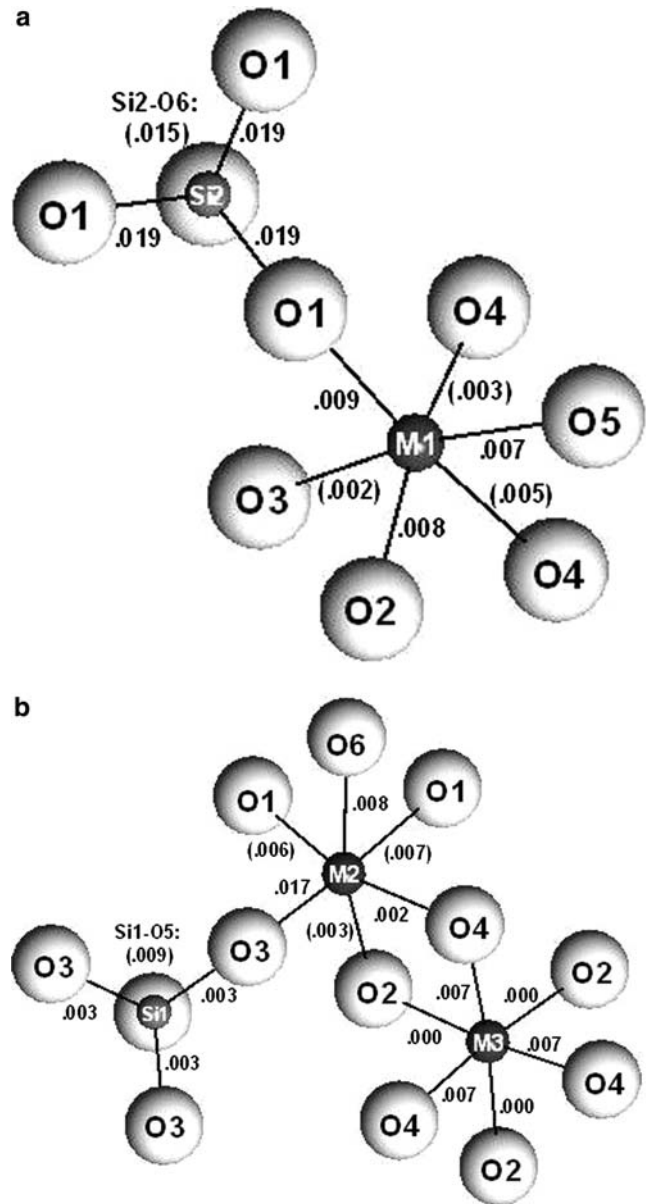 a
O1
Si2-O6:
(.015)
.019
Si2
O1
.019
.019
O1
O4
.009
(.003)
M1
O5
.007
O3
(.002)
(.005)
.008
O2
O4
b
O6
O1
O1
.008
(.006)
(.007)
M2
.017
.002
Si1-O5:
(.009)
O3
(.003)
O4
O3
O2
O2
.003
.003
.007
.000
Si1
.000
M3
.007
.003
.007
.000
O4
O4
O3
O2